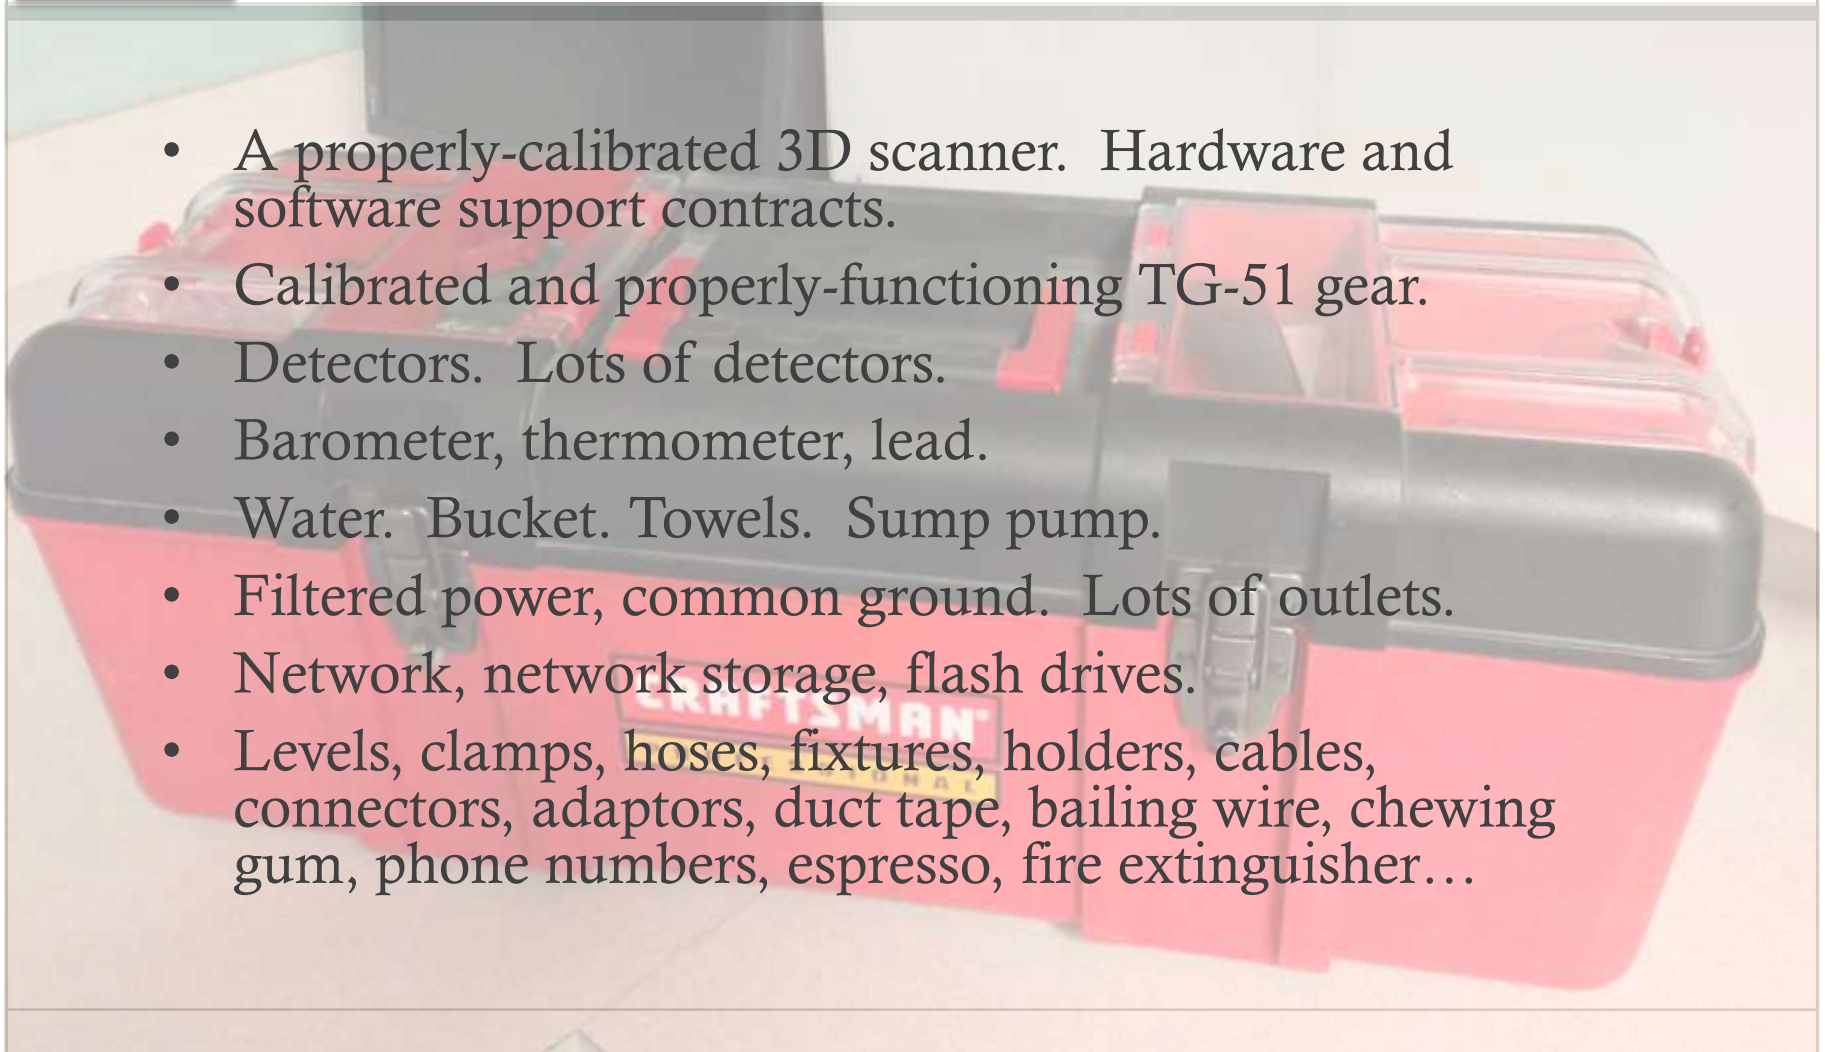 • A properly-calibrated 3D scanner. Hardware and
software support contracts.
• Calibrated and properly-functioning TG-51 gear.
• Detectors. Lots of detectors.
• Barometer, thermometer, lead.
• Water. Bucket. Towels. Sump pump.
• Filtered power, common ground. Lots of outlets.
• Network, network storage, flash drives.
CRAFTSMAN®
• Levels, clamps, hoses, fixtures, holders, cables,
connectors, adaptors, duct tape, bailing wire, chewing
gum, phone numbers, espresso, fire extinguisher…